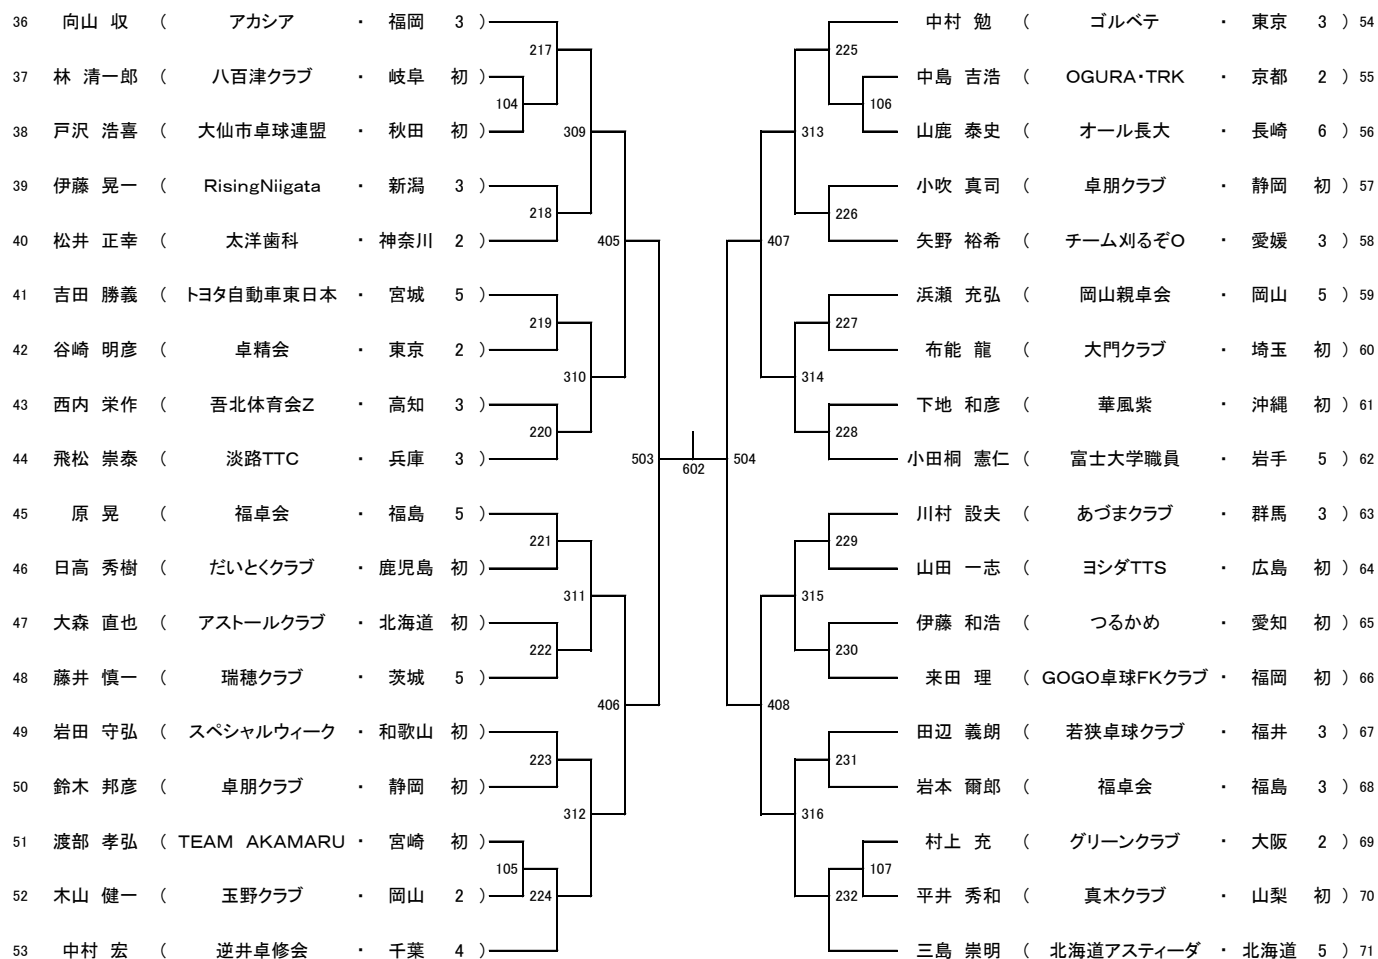 36 向山 収 ( アカシア ・ 福岡 3 )
217
37 林 清一郎 ( 八百津クラブ ・ 岐阜 初 )
104
38 戸沢 浩喜 ( 大仙市卓球連盟 ・ 秋田 初 )
309
39 伊藤 晃一 ( RisingNiigata ・ 新潟 3 )
218
40 松井 正幸 ( 太洋歯科 ・ 神奈川 2 )
405
41 吉田 勝義 ( トヨタ自動車東日本 ・ 宮城 5 )
219
42 谷崎 明彦 ( 卓精会 ・ 東京 2 )
310
43 西内 栄作 ( 吾北体育会Z ・ 高知 3 )
220
44 飛松 崇泰 ( 淡路TTC ・ 兵庫 3 )
503
45 原 晃 ( 福卓会 ・ 福島 5 )
221
46 日高 秀樹 ( だいとくクラブ ・ 鹿児島 初 )
311
47 大森 直也 ( アストールクラブ ・ 北海道 初 )
222
48 藤井 慎一 ( 瑞穂クラブ ・ 茨城 5 )
406
49 岩田 守弘 ( スペシャルウィーク ・ 和歌山 初 )
223
50 鈴木 邦彦 ( 卓朋クラブ ・ 静岡 初 )
312
51 渡部 孝弘 ( TEAM AKAMARU ・ 宮崎 初 )
105
52 木山 健一 ( 玉野クラブ ・ 岡山 2 )
224
53 中村 宏 ( 逆井卓修会 ・ 千葉 4 )
602
中村 勉 ( ゴルベテ ・ 東京 3 ) 54
225
中島 吉浩 ( OGURA・TRK ・ 京都 2 ) 55
106
山鹿 泰史 ( オール長大 ・ 長崎 6 ) 56
313
小吹 真司 ( 卓朋クラブ ・ 静岡 初 ) 57
226
矢野 裕希 ( チーム刈るぞO ・ 愛媛 3 ) 58
407
浜瀬 充弘 ( 岡山親卓会 ・ 岡山 5 ) 59
227
布能 龍 ( 大門クラブ ・ 埼玉 初 ) 60
314
下地 和彦 ( 華風紫 ・ 沖縄 初 ) 61
228
小田桐 憲仁 ( 富士大学職員 ・ 岩手 5 ) 62
504
川村 設夫 ( あづまクラブ ・ 群馬 3 ) 63
229
山田 一志 ( ヨシダTTS ・ 広島 初 ) 64
315
伊藤 和浩 ( つるかめ ・ 愛知 初 ) 65
230
来田 理 ( GOGO卓球FKクラブ ・ 福岡 初 ) 66
408
田辺 義朗 ( 若狭卓球クラブ ・ 福井 3 ) 67
231
岩本 爾郎 ( 福卓会 ・ 福島 3 ) 68
316
村上 充 ( グリーンクラブ ・ 大阪 2 ) 69
107
平井 秀和 ( 真木クラブ ・ 山梨 初 ) 70
232
三島 崇明 ( 北海道アスティーダ ・ 北海道 5 ) 71